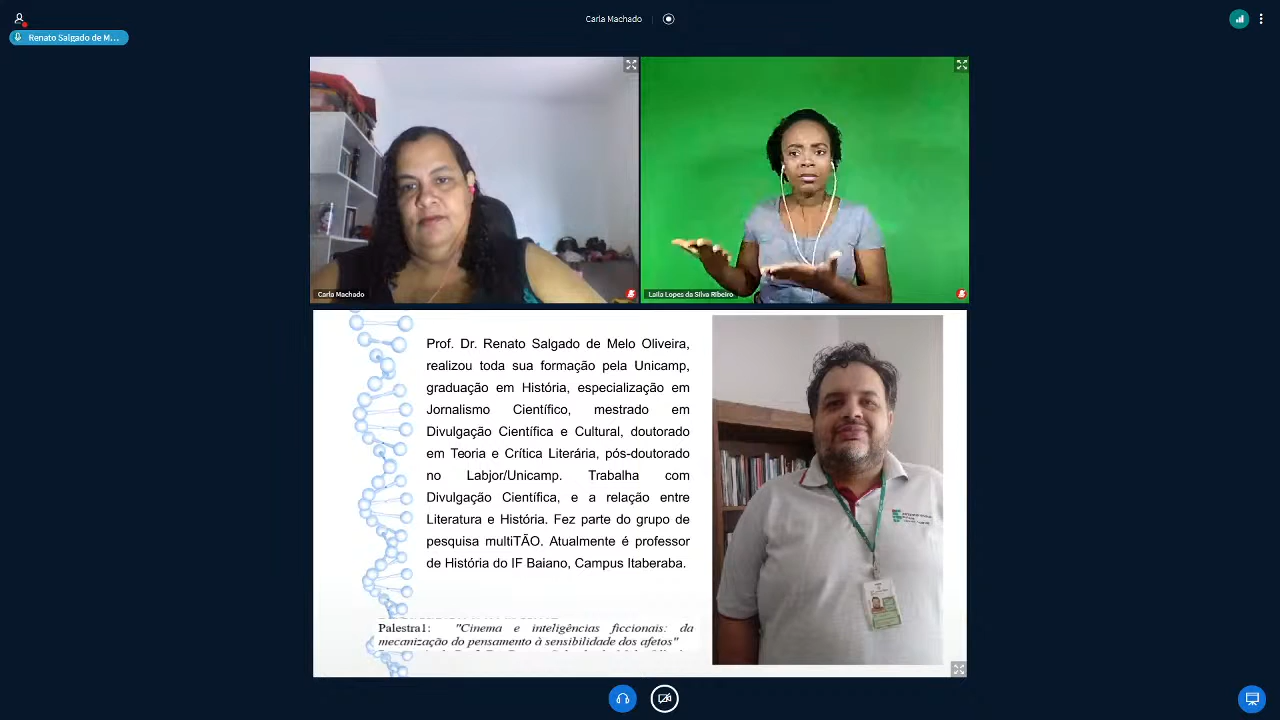 Carla Machado
Renato Salgado de M...
Carla Machado
Laila Lopes da Silva Ribeiro
Prof. Dr. Renato Salgado de Melo Oliveira,
realizou toda sua formação pela Unicamp,
graduação em História, especialização em
Jornalismo Científico, mestrado em
Divulgação Científica e Cultural, doutorado
em Teoria e Crítica Literária, pós-doutorado
no Labjor/Unicamp. Trabalha com
Divulgação Científica, e a relação entre
Literatura e História. Fez parte do grupo de
pesquisa multiTÃO. Atualmente é professor
de História do IF Baiano, Campus Itaberaba.
Palestra1: "Cinema e inteligências ficcionais: da
mecanização do pensamento à sensibilidade dos afetos"